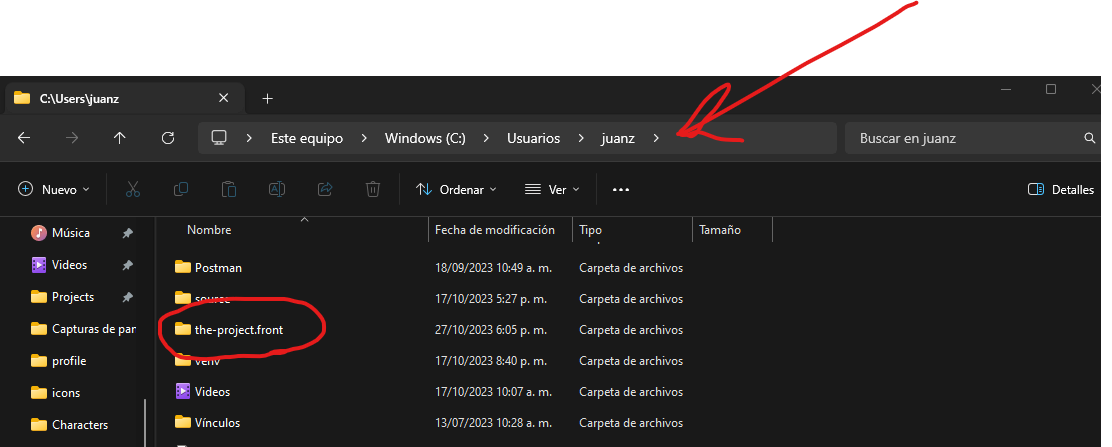 C:\Users\juanz
Este equipo Windows (C:) Usuarios juanz
Buscar en juanz
Nuevo Ordenar Ver Detalles
Nombre Fecha de modificación Tipo Tamaño
Música
Videos
Projects
Capturas de pan
profile
icons
Characters
Postman 18/09/2023 10:49 a. m. Carpeta de archivos
source 17/10/2023 5:27 p. m. Carpeta de archivos
the-project.front 27/10/2023 6:05 p. m. Carpeta de archivos
venv 17/10/2023 8:40 p. m. Carpeta de archivos
Videos 17/10/2023 10:07 a. m. Carpeta de archivos
Vínculos 13/07/2023 10:28 a. m. Carpeta de archivos